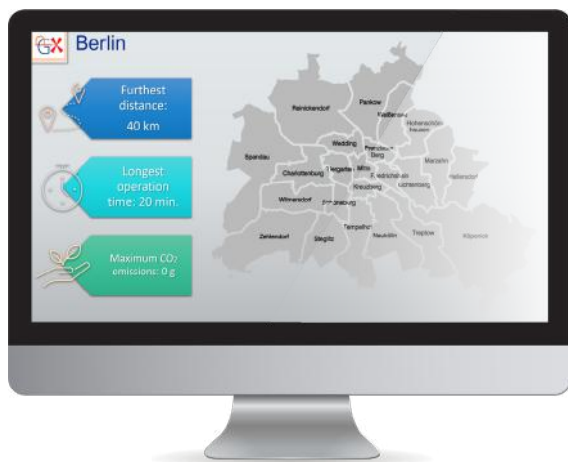 GX Berlin
Furthest
distance:
40 km
Longest
operation
time: 20 min.
Maximum CO₂
emissions: 0 g
Reinickendorf
Pankow
Weißensee
Hohenschön
hausen
Wedding
Prenzlauer
Berg
Marzahn
Spandau
Tiergarten
Mitte
Friedrichshain
Hellersdorf
Charlottenburg
Lichtenberg
Kreuzberg
Wilmersdorf
Schöneberg
Tempelhof
Zehlendorf
Steglitz
Neukölln
Treptow
Köpenick